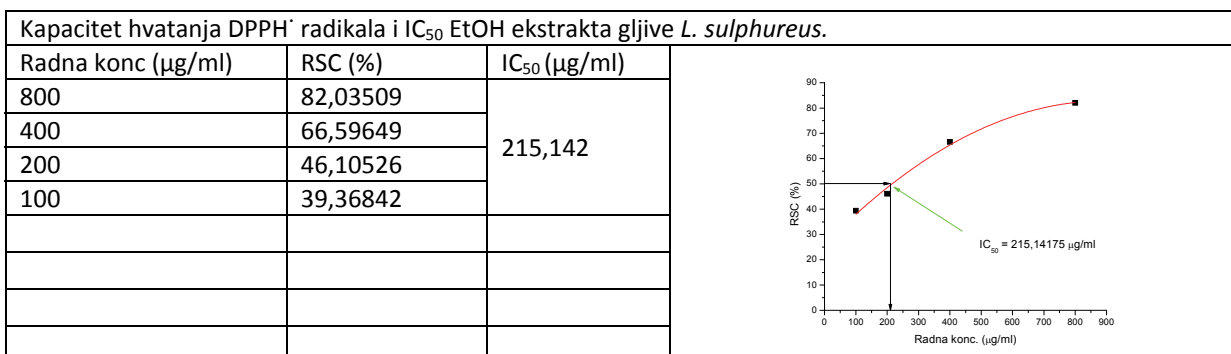 Kapacitet hvatanja DPPH˙ radikala i IC₅₀ EtOH ekstrakta gljive L. sulphureus.
Radna konc (µg/ml) RSC (%) IC₅₀ (µg/ml)
800 82,03509
400 66,59649
200 46,10526
100 39,36842
215,142
RSC (%)
90
80
70
60
50
40
30
20
10
0
IC₅₀ = 215,14175 µg/ml
0 100 200 300 400 500 600 700 800 900
Radna konc. (µg/ml)